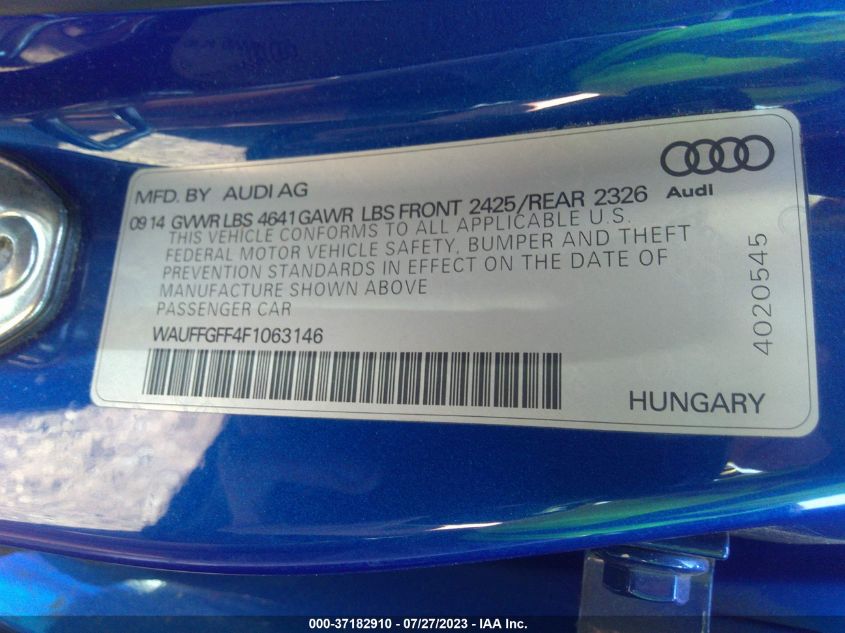 MFD. BY AUDI AG
Audi
09 14 GVWR LBS 4641 GAWR LBS FRONT 2425/REAR 2326
THIS VEHICLE CONFORMS TO ALL APPLICABLE U.S.
FEDERAL MOTOR VEHICLE SAFETY, BUMPER AND THEFT
PREVENTION STANDARDS IN EFFECT ON THE DATE OF
MANUFACTURE SHOWN ABOVE
PASSENGER CAR
WAUFFGFF4F1063146
4020545
HUNGARY
000-37182910 - 07/27/2023 - IAA Inc.